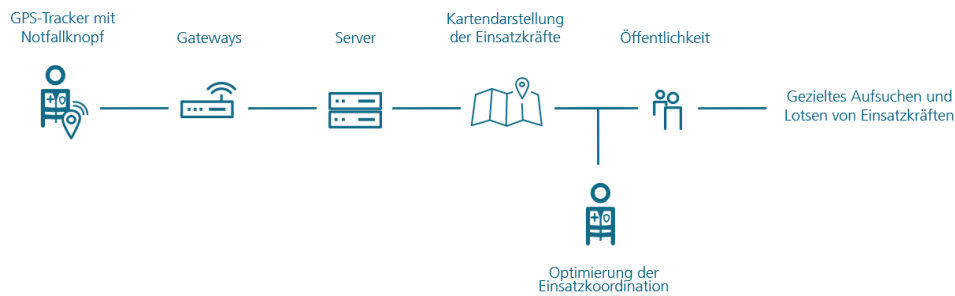 GPS-Tracker mit
Notfallknopf
Gateways
Server
Kartendarstellung
der Einsatzkräfte
Öffentlichkeit
Gezieltes Aufsuchen und
Lotsen von Einsatzkräften
Optimierung der
Einsatzkoordination